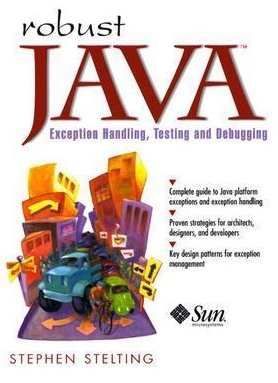 robust
JAVA™
Exception Handling, Testing and Debugging
Complete guide to Java platform
exceptions and exception handling
Proven strategies for architects,
designers, and developers
Key design patterns for exception
management
Sun
microsystems
STEPHEN STELTING